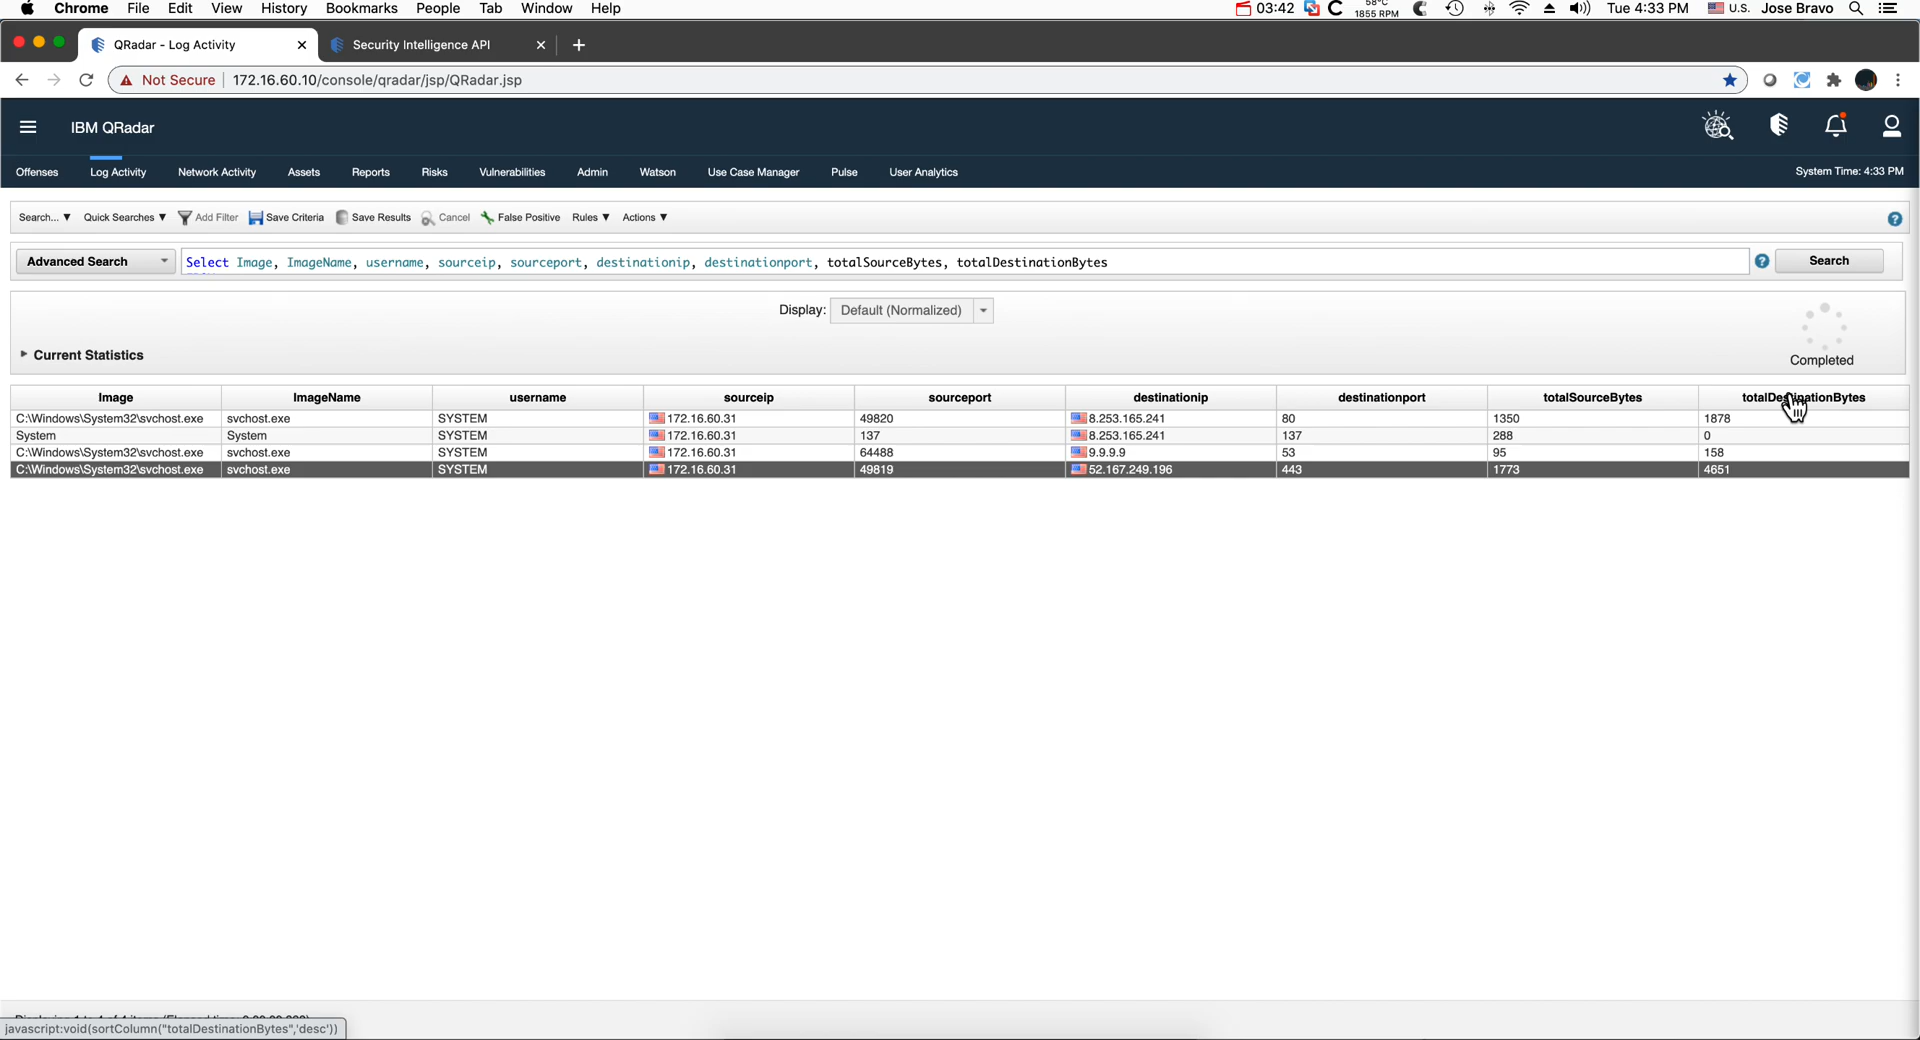 Chrome File Edit View History Bookmarks People Tab Window Help 03:42 58°C 1855 RPM Tue 4:33 PM U.S. Jose Bravo
QRadar - Log Activity Security Intelligence API
Not Secure 172.16.60.10/console/qradar/jsp/QRadar.jsp
IBM QRadar
Offenses Log Activity Network Activity Assets Reports Risks Vulnerabilities Admin Watson Use Case Manager Pulse User Analytics System Time: 4:33 PM
Search... Quick Searches Add Filter Save Criteria Save Results Cancel False Positive Rules Actions
Advanced Search Select Image, ImageName, username, sourceip, sourceport, destinationip, destinationport, totalSourceBytes, totalDestinationBytes Search
Display: Default (Normalized)
Current Statistics
Completed
Image ImageName username sourceip sourceport destinationip destinationport totalSourceBytes totalDestinationBytes
C:\Windows\System32\svchost.exe svchost.exe SYSTEM 172.16.60.31 49820 8.253.165.241 80 1350 1878
System System SYSTEM 172.16.60.31 137 8.253.165.241 137 288 0
C:\Windows\System32\svchost.exe svchost.exe SYSTEM 172.16.60.31 64488 9.9.9.9 53 95 158
C:\Windows\System32\svchost.exe svchost.exe SYSTEM 172.16.60.31 49819 52.167.249.196 443 1773 4651
javascript:void(sortColumn("totalDestinationBytes",'desc'))